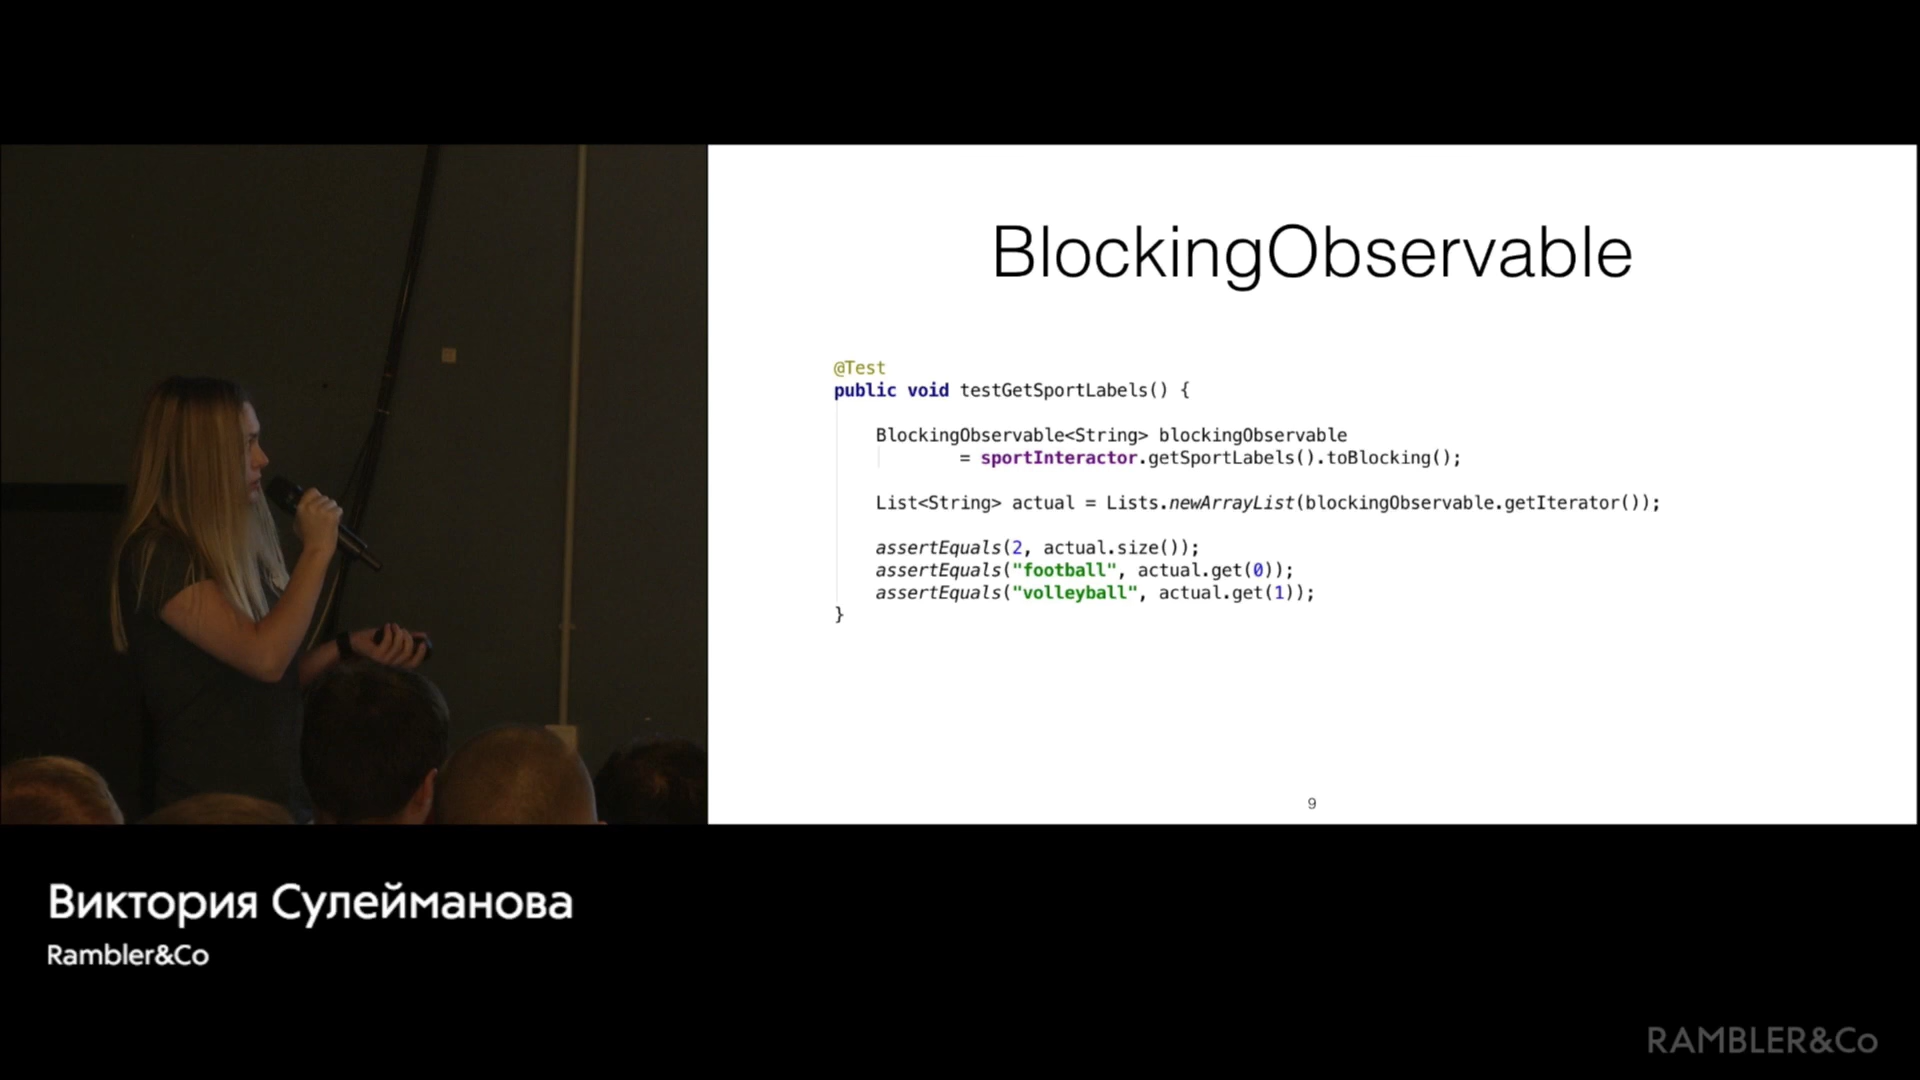 BlockingObservable
@Test
public void testGetSportLabels() {
BlockingObservable<String> blockingObservable
= sportInteractor.getSportLabels().toBlocking();
List<String> actual = Lists.newArrayList(blockingObservable.getIterator());
assertEquals(2, actual.size());
assertEquals("football", actual.get(0));
assertEquals("volleyball", actual.get(1));
}
9
Виктория Сулейманова
Rambler&Co
RAMBLER&Co